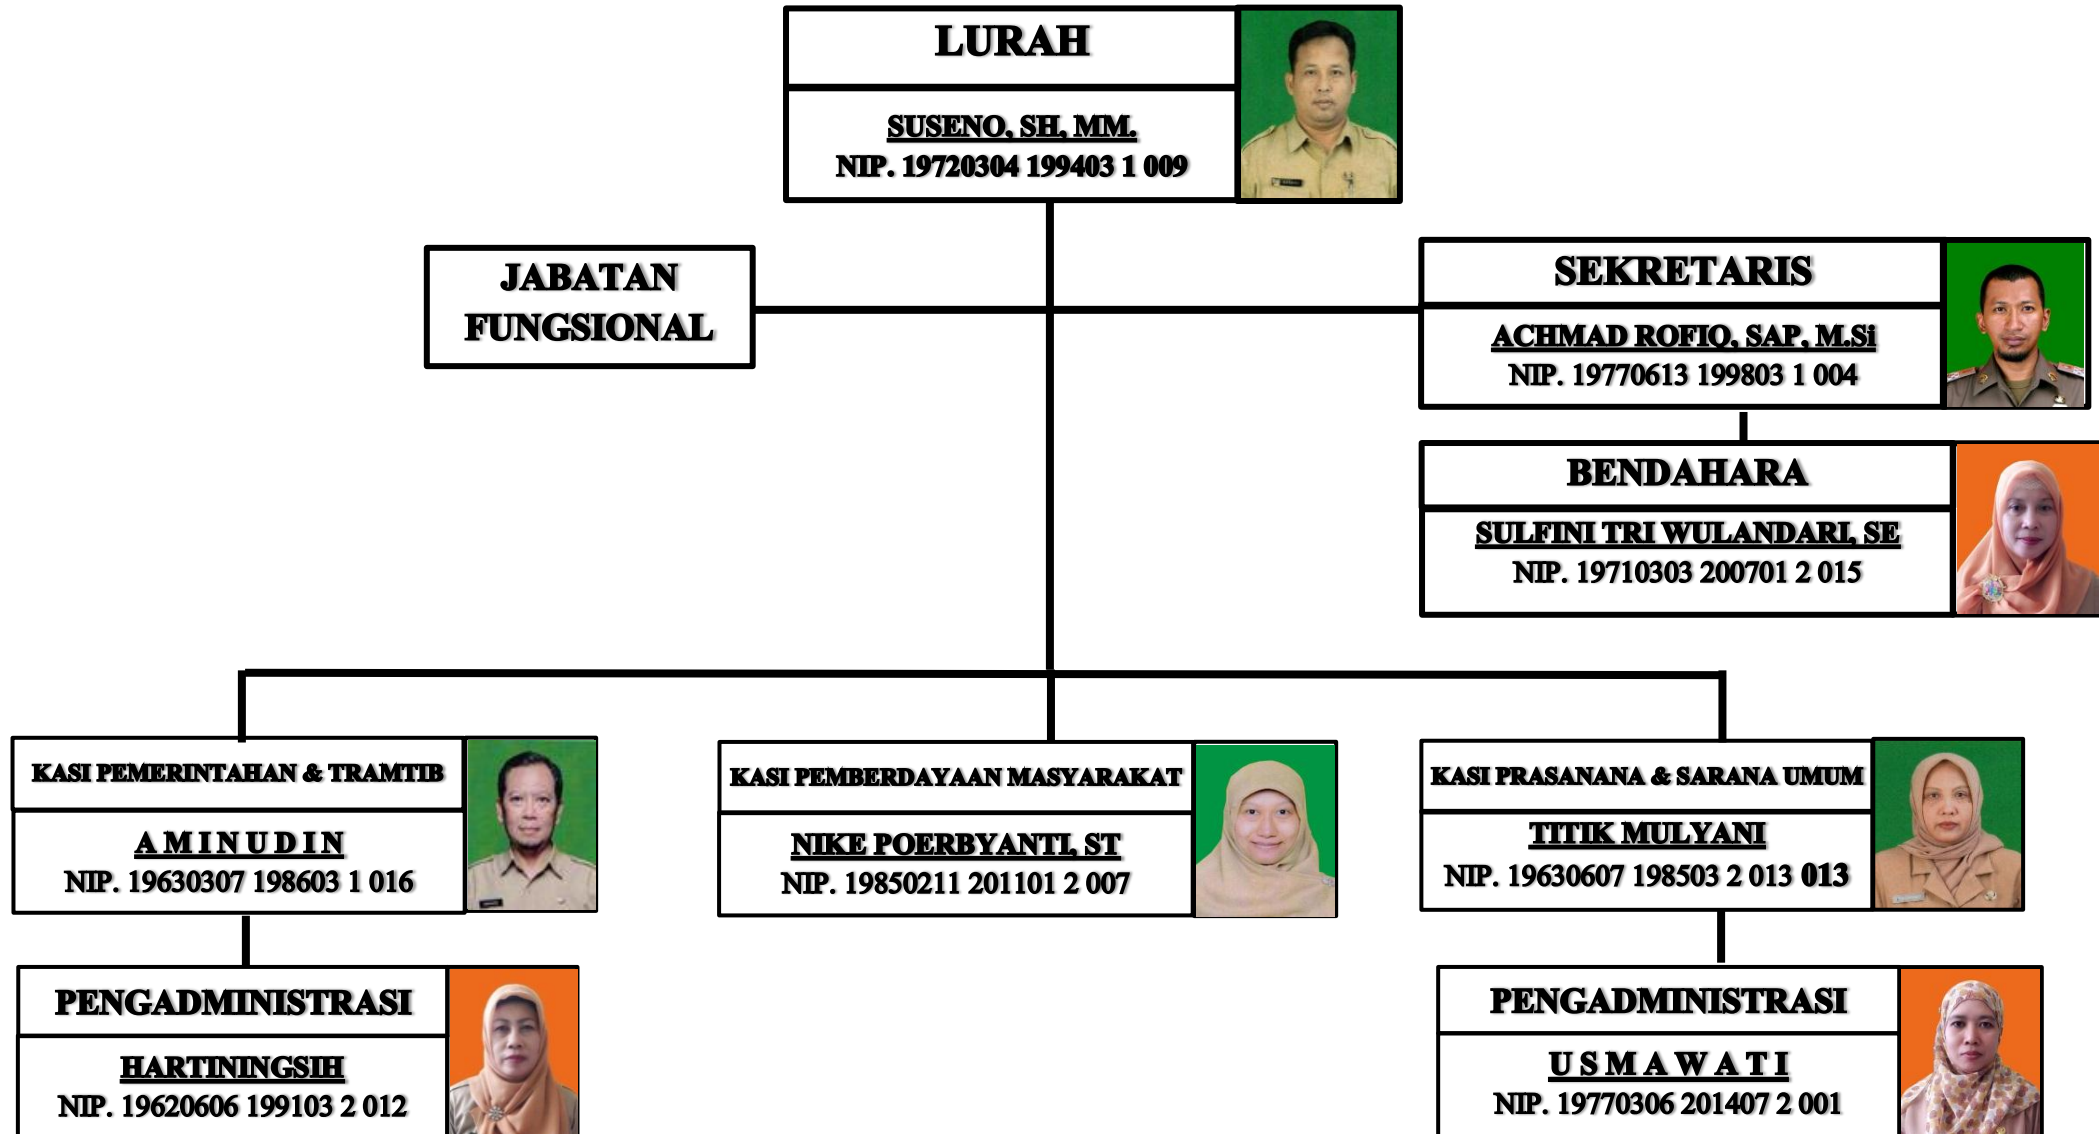 LURAH
SUSENO, SH, MM.
NIP. 19720304 199403 1 009
JABATAN
FUNGSIONAL
SEKRETARIS
ACHMAD ROFIQ, SAP, M.Si
NIP. 19770613 199803 1 004
BENDAHARA
SULFINI TRI WULANDARI, SE
NIP. 19710303 200701 2 015
KASI PEMERINTAHAN & TRAMTIB
A M I N U D I N
NIP. 19630307 198603 1 016
KASI PEMBERDAYAAN MASYARAKAT
NIKE POERBYANTI, ST
NIP. 19850211 201101 2 007
KASI PRASANANA & SARANA UMUM
TITIK MULYANI
NIP. 19630607 198503 2 013 013
PENGADMINISTRASI
HARTININGSIH
NIP. 19620606 199103 2 012
PENGADMINISTRASI
U S M A W A T I
NIP. 19770306 201407 2 001